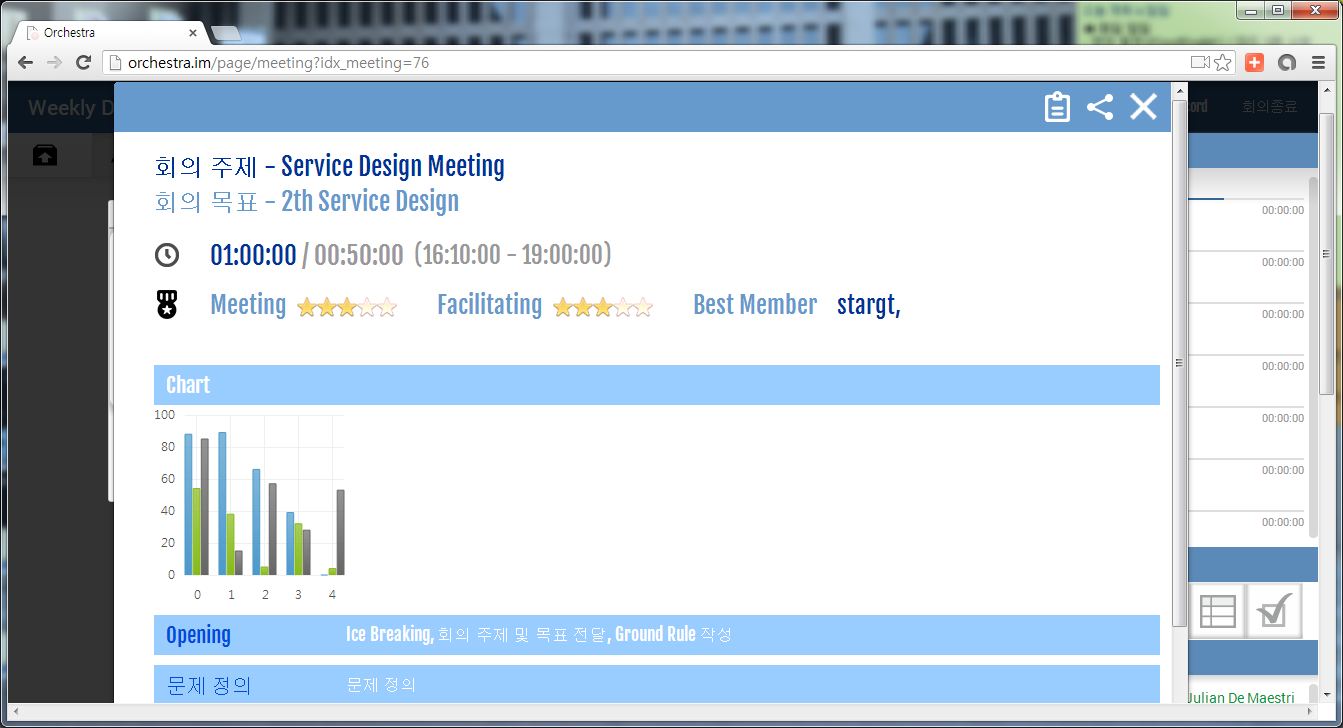 Orchestra
orchestra.im/page/meeting?idx_meeting=76
Weekly D
ord
회의종료
회의 주제 - Service Design Meeting
회의 목표 - 2th Service Design
01:00:00 / 00:50:00 (16:10:00 - 19:00:00)
Meeting
Facilitating
Best Member stargt,
Chart
100
80
60
40
20
0
0 1 2 3 4
Opening Ice Breaking, 회의 주제 및 목표 전달, Ground Rule 작성
문제 정의 문제 정의
00:00:00
00:00:00
00:00:00
00:00:00
00:00:00
00:00:00
00:00:00
Julian De Maestri